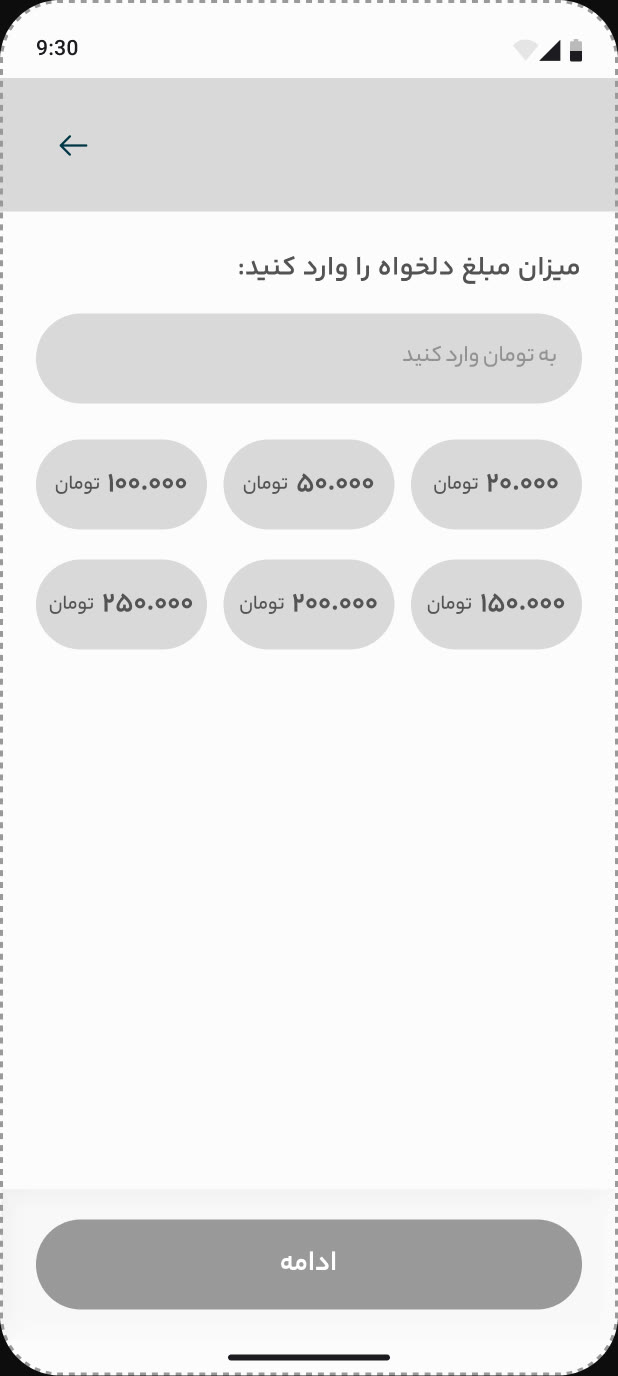 9:30
میزان مبلغ دلخواه را وارد کنید:
به تومان وارد کنید
۲۰.۰۰۰ تومان
۵۰.۰۰۰ تومان
۱۰۰.۰۰۰ تومان
۱۵۰.۰۰۰ تومان
۲۰۰.۰۰۰ تومان
۲۵۰.۰۰۰ تومان
ادامه